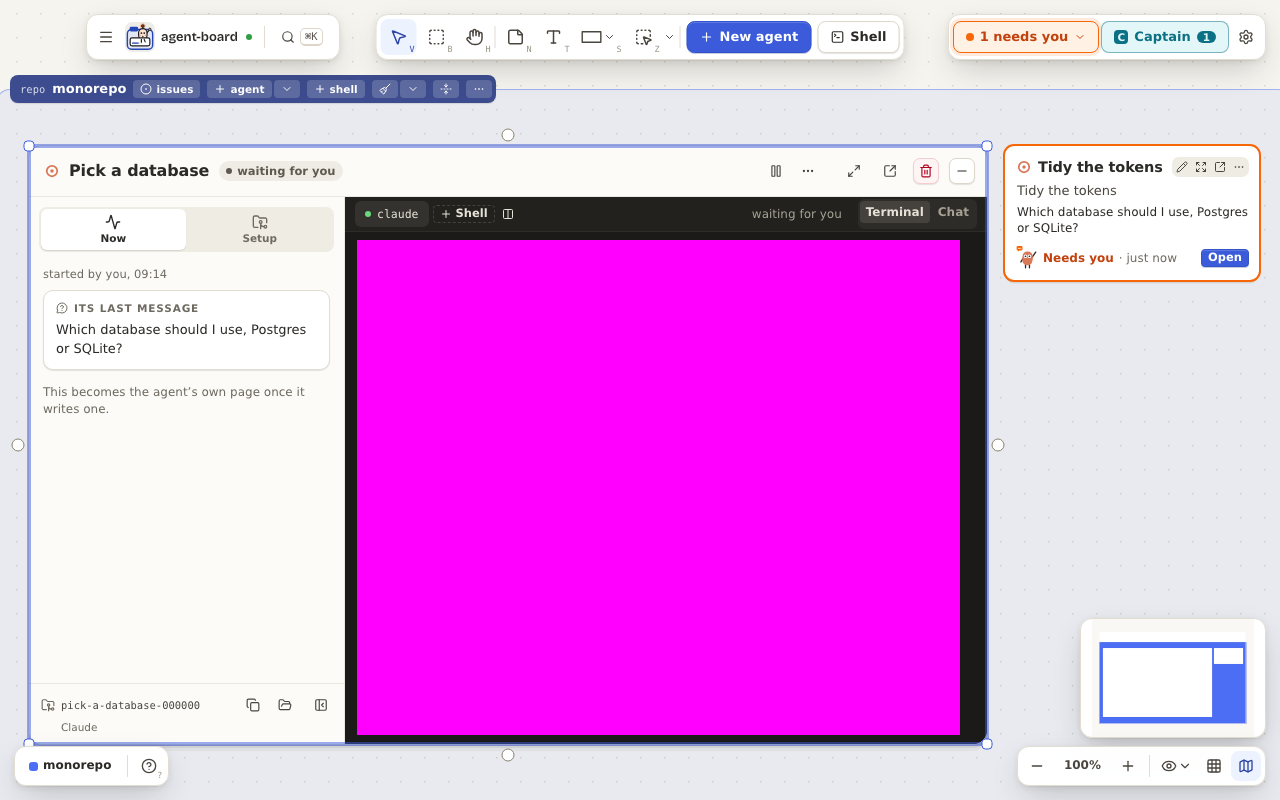 agent-board
⌘K
V
B
H
N
T
S
Z
+ New agent
Shell
1 needs you
C Captain 1
repo monorepo
issues
+ agent
+ shell
Pick a database
waiting for you
Now
Setup
started by you, 09:14
ITS LAST MESSAGE
Which database should I use, Postgres
or SQLite?
This becomes the agent’s own page once it
writes one.
pick-a-database-000000
Claude
claude
+ Shell
waiting for you
Terminal
Chat
Tidy the tokens
Tidy the tokens
Which database should I use, Postgres
or SQLite?
Needs you · just now
Open
monorepo
?
100%